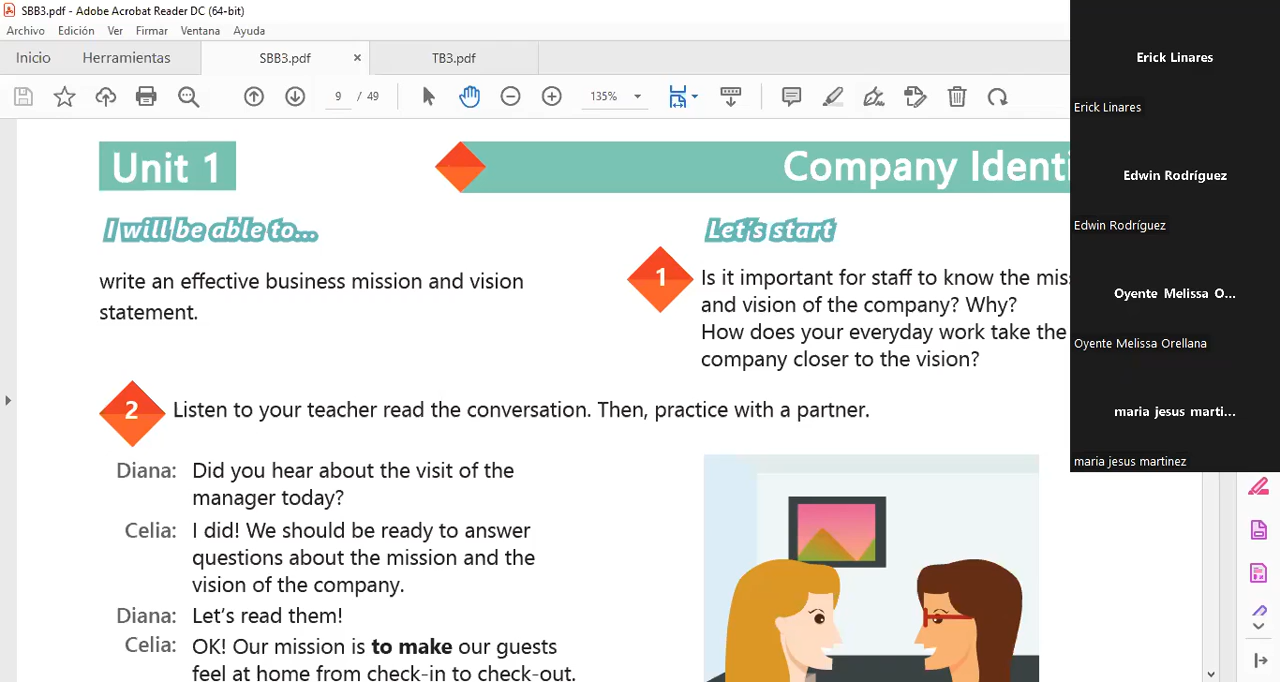 SBB3.pdf - Adobe Acrobat Reader DC (64-bit)
Archivo Edición Ver Firmar Ventana Ayuda
Inicio Herramientas SBB3.pdf × TB3.pdf
9 / 49 135%
Unit 1
Company Identi
I will be able to...
write an effective business mission and vision
statement.
Let's start
1
Is it important for staff to know the mis
and vision of the company? Why?
How does your everyday work take the
company closer to the vision?
2
Listen to your teacher read the conversation. Then, practice with a partner.
Diana: Did you hear about the visit of the
manager today?
Celia: I did! We should be ready to answer
questions about the mission and the
vision of the company.
Diana: Let's read them!
Celia: OK! Our mission is to make our guests
feel at home from check-in to check-out.
Erick Linares
Erick Linares
Edwin Rodríguez
Edwin Rodríguez
Oyente Melissa O...
Oyente Melissa Orellana
maria jesus marti...
maria jesus martinez